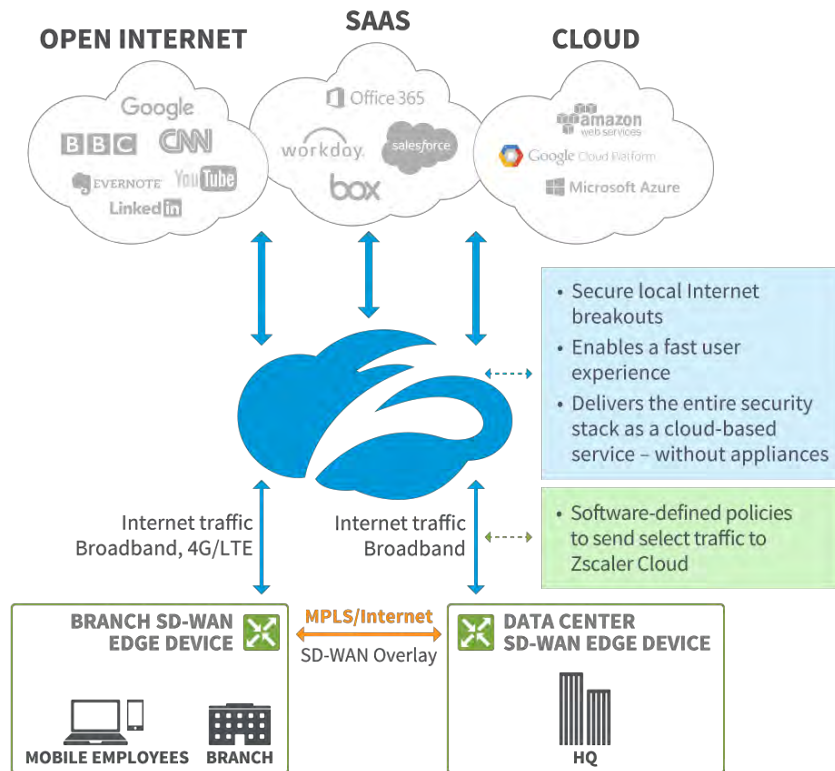 OPEN INTERNET
SAAS
CLOUD
Google
BBC
CNN
EVERNOTE
YouTube
Linkedin
Office 365
workday.
salesforce
box
amazon
web services
Google Cloud Platform
Microsoft Azure
• Secure local Internet
breakouts
• Enables a fast user
experience
• Delivers the entire security
stack as a cloud-based
service – without appliances
Internet traffic
Broadband, 4G/LTE
Internet traffic
Broadband
• Software-defined policies
to send select traffic to
Zscaler Cloud
BRANCH SD-WAN
EDGE DEVICE
MPLS/Internet
SD-WAN Overlay
DATA CENTER
SD-WAN EDGE DEVICE
MOBILE EMPLOYEES
BRANCH
HQ